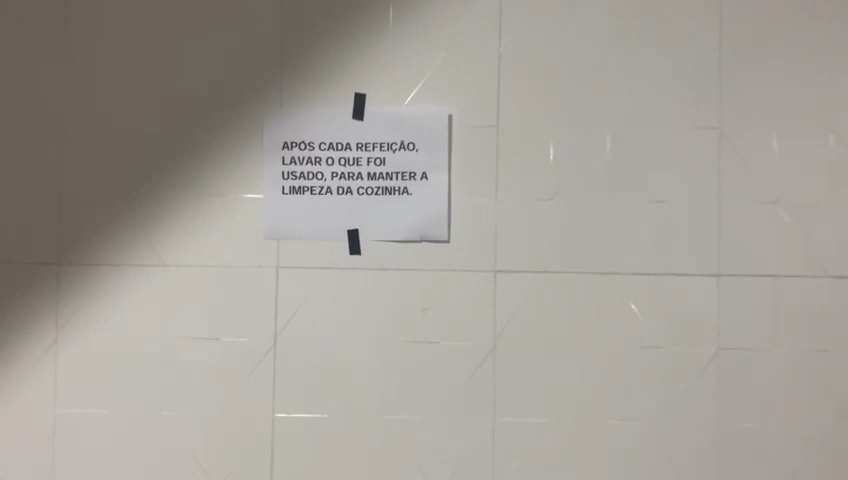 APÓS CADA REFEIÇÃO,
LAVAR O QUE FOI
USADO, PARA MANTER A
LIMPEZA DA COZINHA.